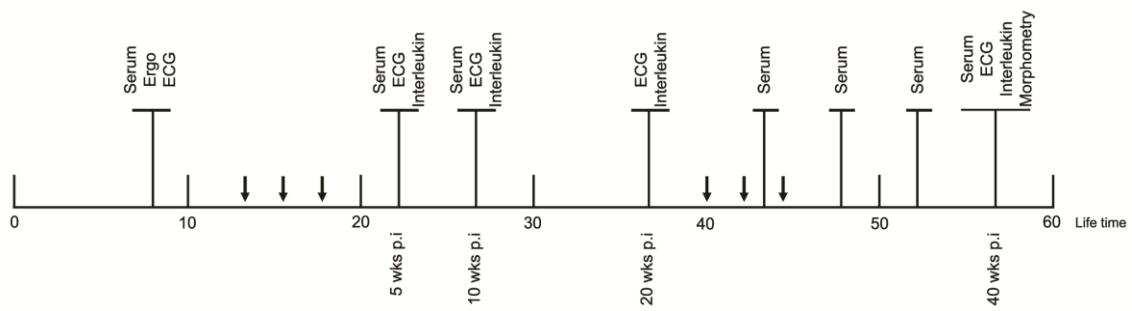 Serum
Ergo
ECG
Serum
ECG
Interleukin
Serum
ECG
Interleukin
ECG
Interleukin
Serum
Serum
Serum
Serum
ECG
Interleukin
Morphometry
0
10
20
30
40
50
60
Life time
5 wks p.i
10 wks p.i
20 wks p.i
40 wks p.i